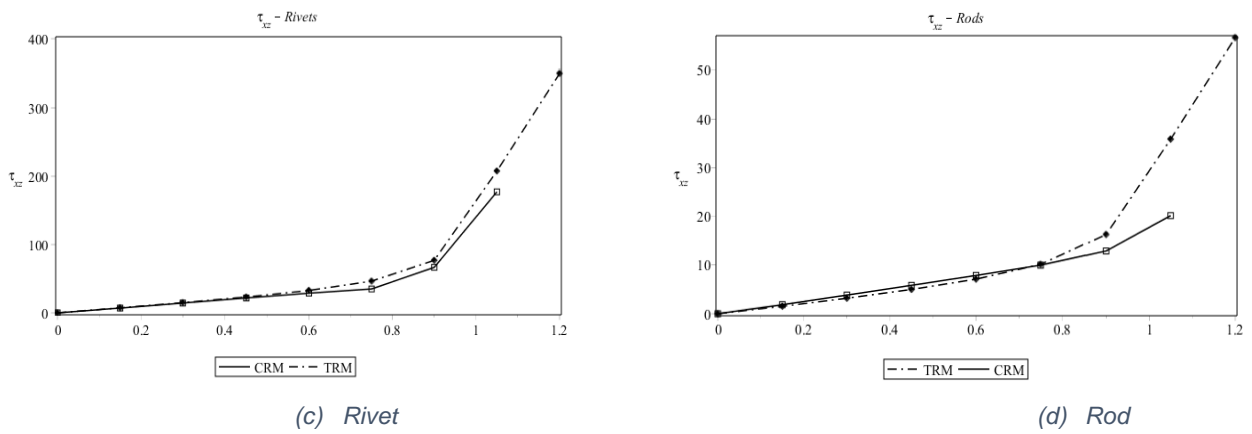 τxz – Rivets
400
300
τxz 200
100
0
0 0.2 0.4 0.6 0.8 1 1.2
CRM TRM
(c) Rivet
τxz – Rods
50
40
30
τxz
20
10
0
0 0.2 0.4 0.6 0.8 1 1.2
TRM CRM
(d) Rod